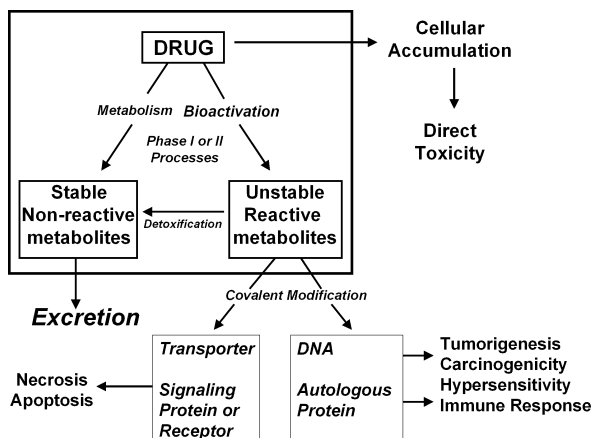 DRUG
Cellular
Accumulation
Metabolism
Bioactivation
Phase I or II
Processes
Direct
Toxicity
Stable
Non-reactive
metabolites
Detoxification
Unstable
Reactive
metabolites
Covalent Modification
Excretion
Transporter
Signaling
Protein or
Receptor
DNA
Autologous
Protein
Necrosis
Apoptosis
Tumorigenesis
Carcinogenicity
Hypersensitivity
Immune Response